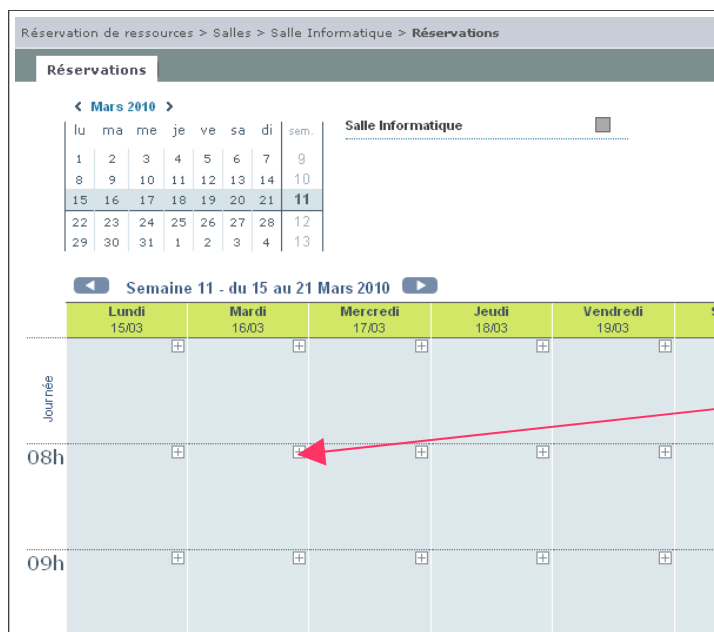 Réservation de ressources > Salles > Salle Informatique > Réservations
Réservations
< Mars 2010 >
lu ma me je ve sa di sem.
1 2 3 4 5 6 7 9
8 9 10 11 12 13 14 10
15 16 17 18 19 20 21 11
22 23 24 25 26 27 28 12
29 30 31 1 2 3 4 13
Salle Informatique
Semaine 11 - du 15 au 21 Mars 2010
Lundi Mardi Mercredi Jeudi Vendredi S
15/03 16/03 17/03 18/03 19/03
Journée
08h
09h